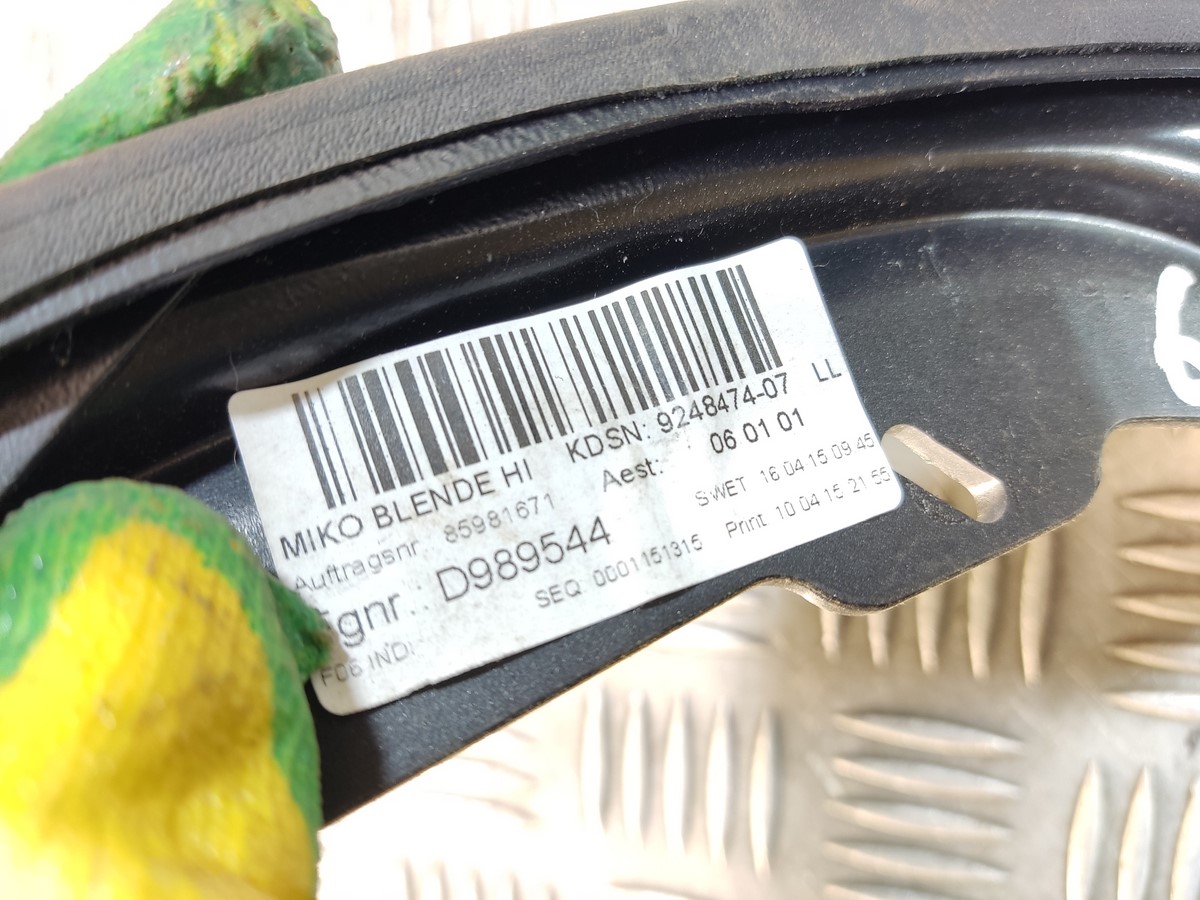 MIKO BLENDE HI KDSN: 9248474-07 LL
Auftragsnr 85981671 Aest: 06 01 01
Fgnr.: D989544 SWET 16 04 15 09 45
F06 INDI SEQ 0001151315 Print 10 04 15 21 55